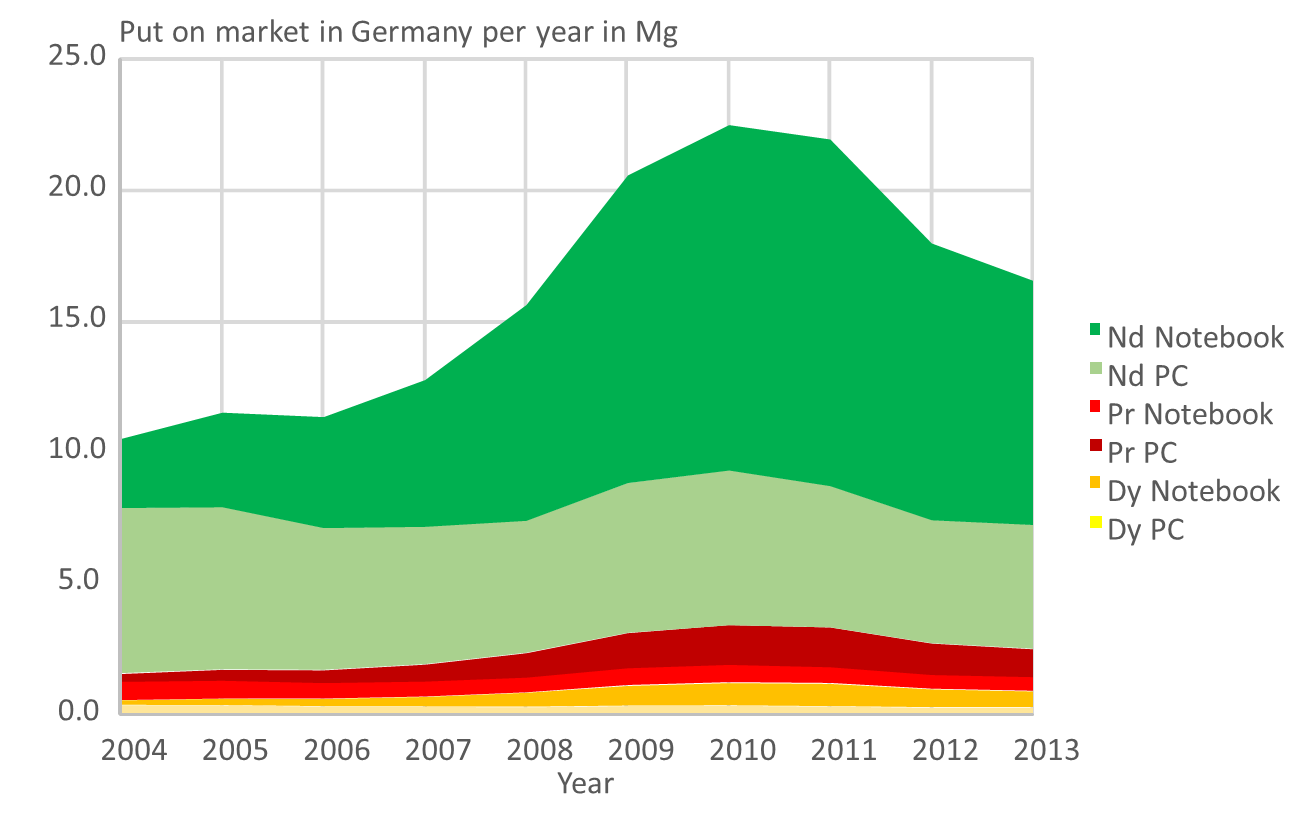 Put on market in Germany per year in Mg
25.0
20.0
15.0
10.0
5.0
0.0
2004 2005 2006 2007 2008 2009 2010 2011 2012 2013
Year
Nd Notebook
Nd PC
Pr Notebook
Pr PC
Dy Notebook
Dy PC